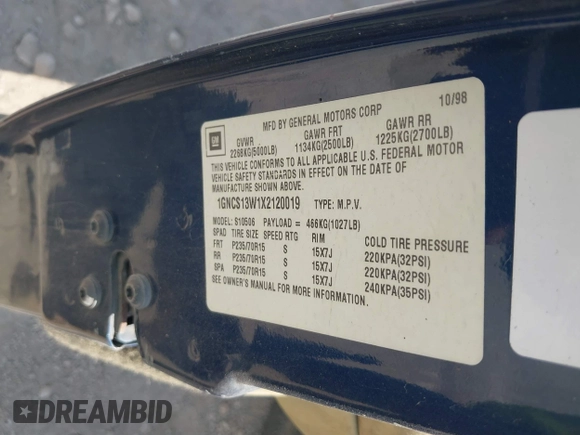 MFD BY GENERAL MOTORS CORP 10/98
GM
GVWR GAWR FRT GAWR RR
2268KG(5000LB) 1134KG(2500LB) 1225KG(2700LB)
THIS VEHICLE CONFORMS TO ALL APPLICABLE U.S. FEDERAL MOTOR
VEHICLE SAFETY STANDARDS IN EFFECT ON THE DATE OF
MANUFACTURE SHOWN ABOVE.
1GNCS13W1X2120019 TYPE: M.P.V.
MODEL: S10506 PAYLOAD = 466KG(1027LB)
SPAD TIRE SIZE SPEED RTG RIM COLD TIRE PRESSURE
FRT P235/70R15 S 15X7J 220KPA(32PSI)
RR P235/70R15 S 15X7J 220KPA(32PSI)
SPA P235/70R15 S 15X7J 240KPA(35PSI)
SEE OWNER'S MANUAL FOR MORE INFORMATION.
DREAMBID